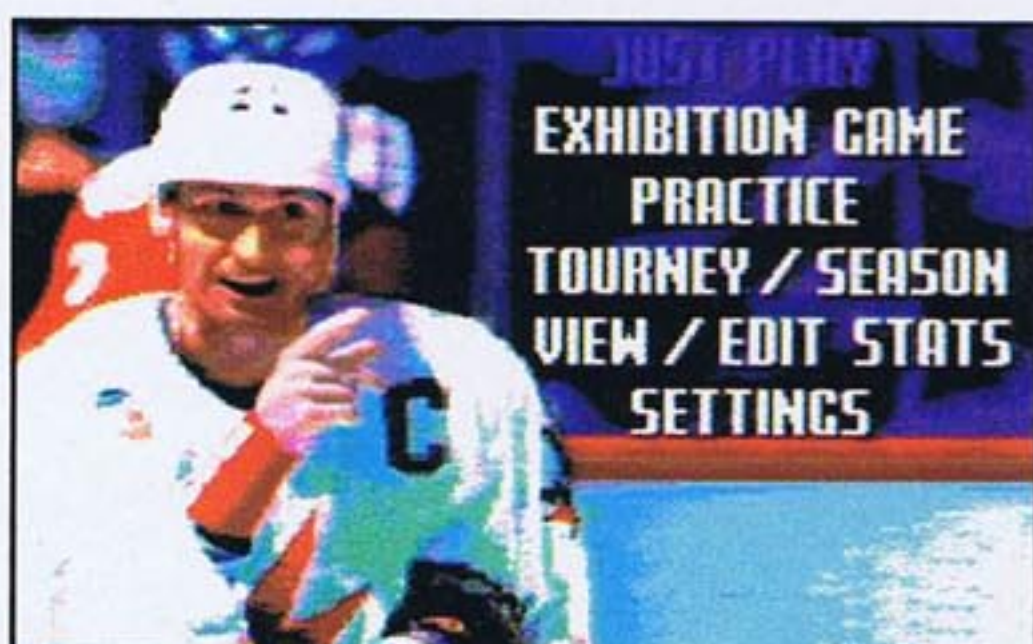 JUST PLAY
EXHIBITION GAME
PRACTICE
TOURNEY / SEASON
VIEW / EDIT STATS
SETTINGS
C